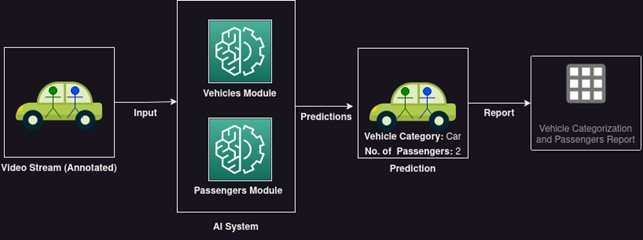 Video Stream (Annotated)
Input
Vehicles Module
Passengers Module
AI System
Predictions
Vehicle Category: Car
No. of Passengers: 2
Prediction
Report
Vehicle Categorization
and Passengers Report